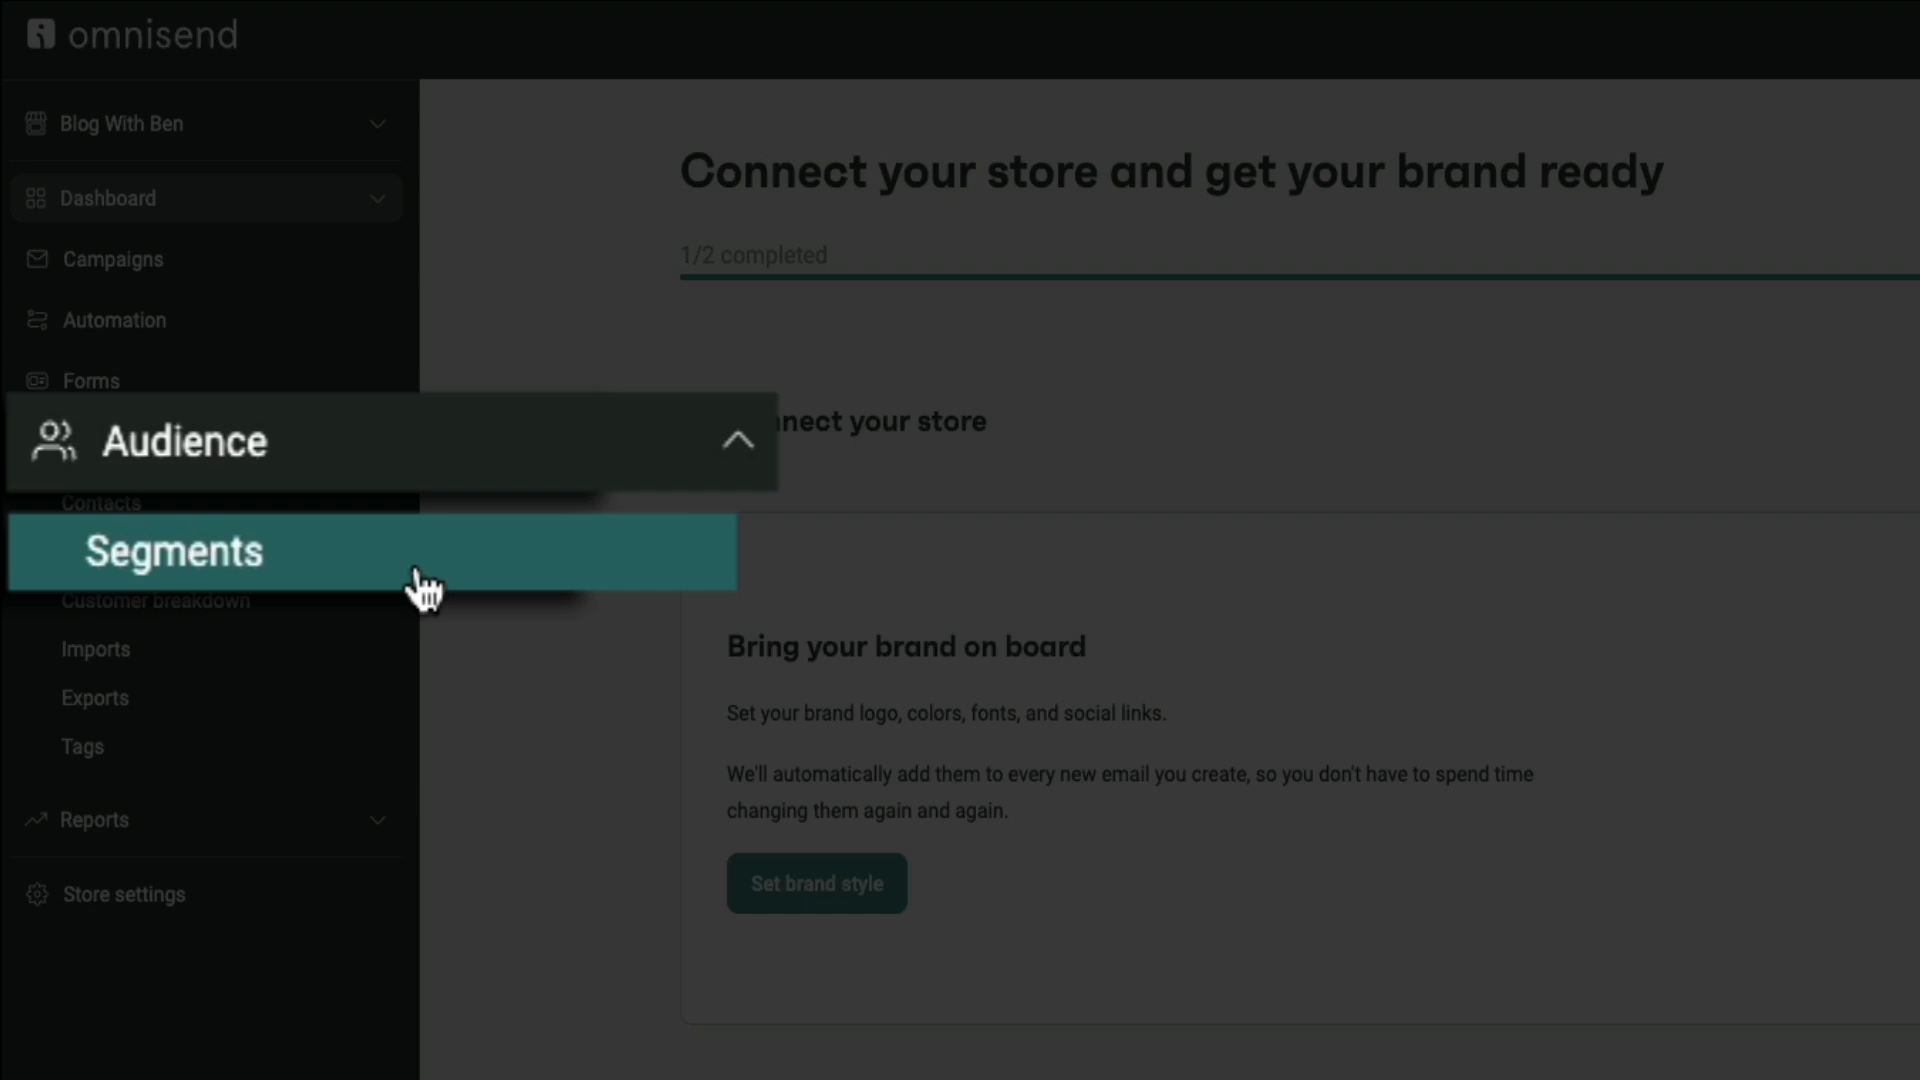 omnisend
Blog With Ben
Dashboard
Campaigns
Automation
Forms
Audience
Contacts
Segments
Customer breakdown
Imports
Exports
Tags
Reports
Store settings
Connect your store and get your brand ready
1/2 completed
nnect your store
Bring your brand on board
Set your brand logo, colors, fonts, and social links.
We'll automatically add them to every new email you create, so you don't have to spend time
changing them again and again.
Set brand style